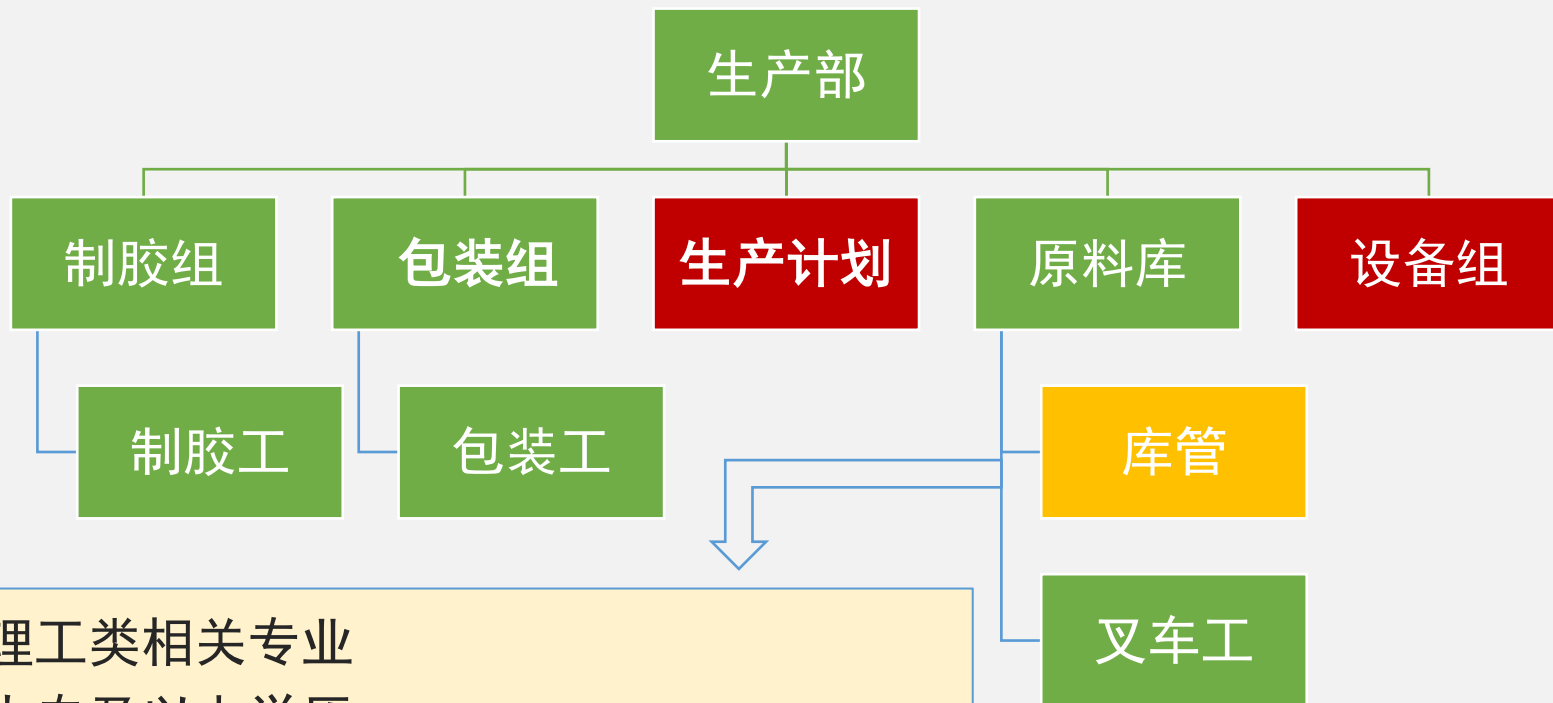 生产部
制胶组
包装组
生产计划
原料库
设备组
制胶工
包装工
库管
叉车工
理工类相关专业